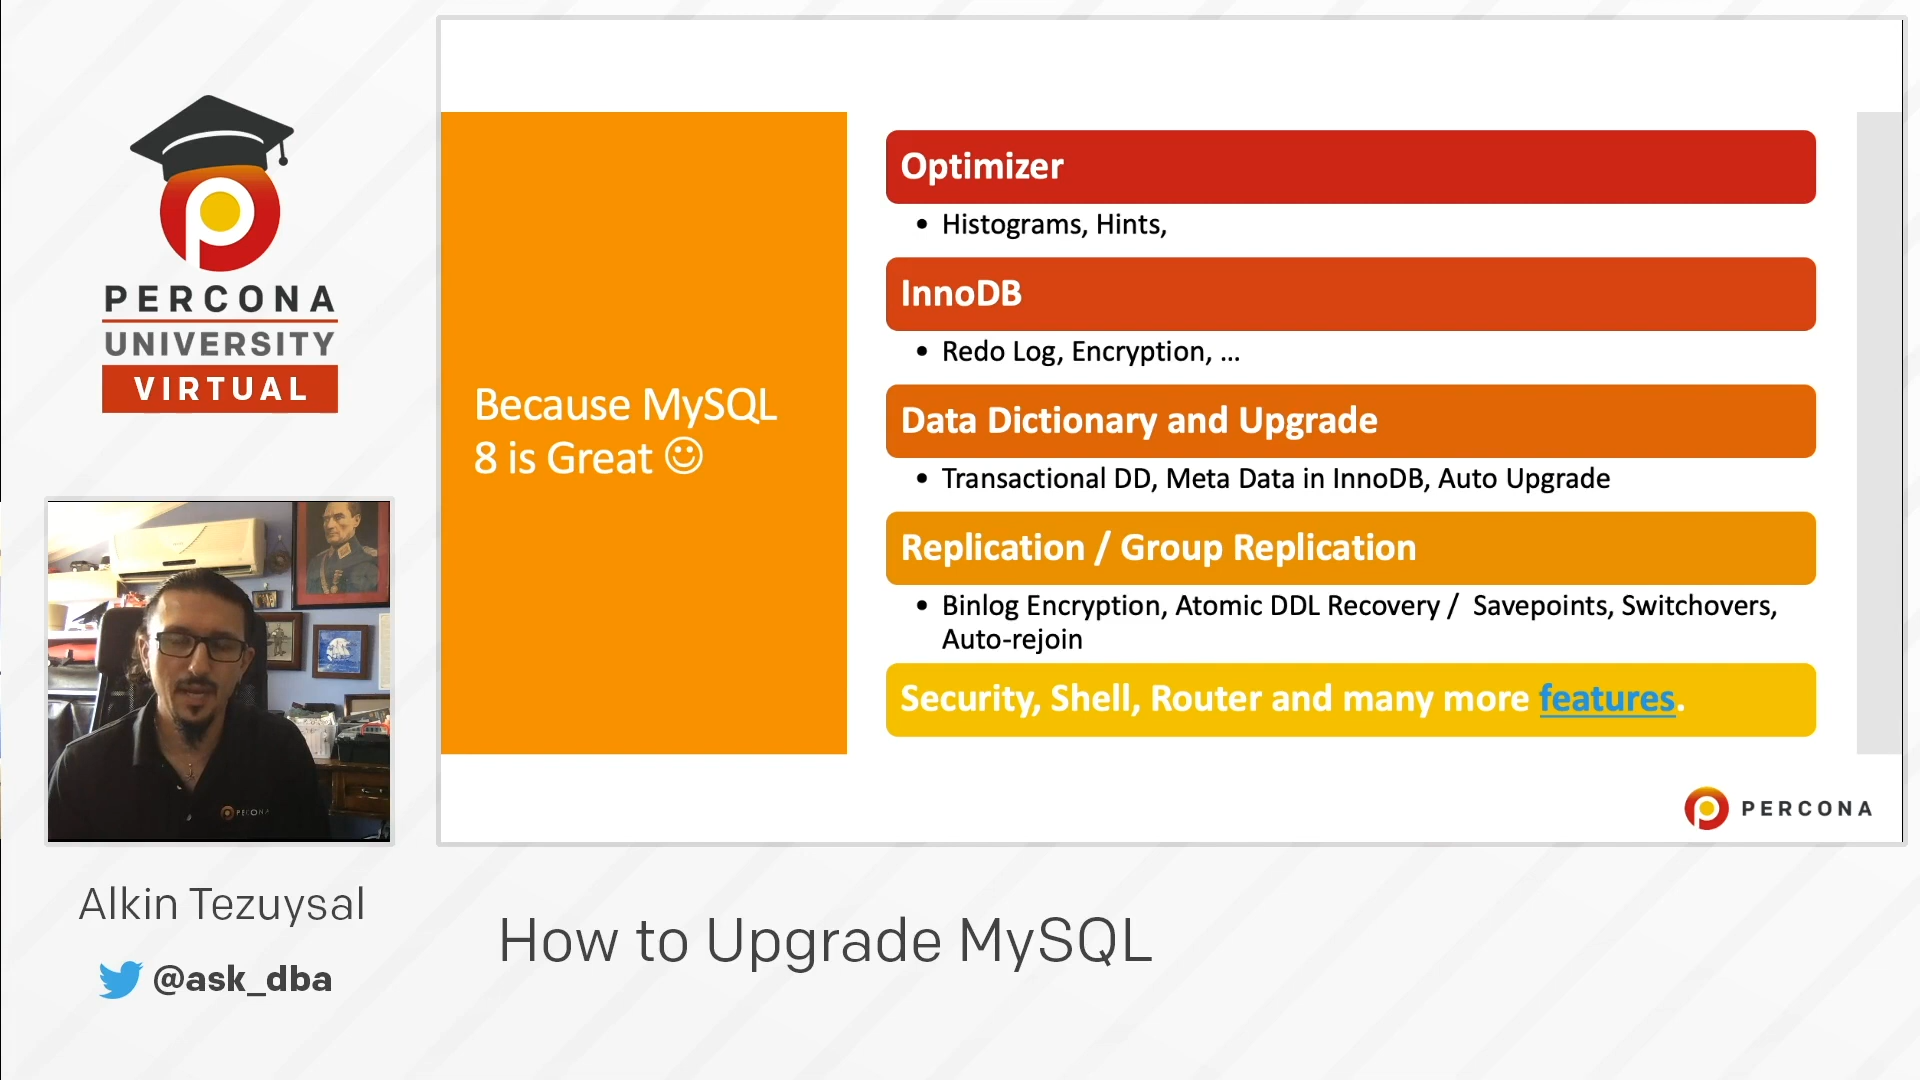 PERCONA
UNIVERSITY
VIRTUAL
Because MySQL
8 is Great ☺
Optimizer
• Histograms, Hints,
InnoDB
• Redo Log, Encryption, ...
Data Dictionary and Upgrade
• Transactional DD, Meta Data in InnoDB, Auto Upgrade
Replication / Group Replication
• Binlog Encryption, Atomic DDL Recovery / Savepoints, Switchovers,
Auto-rejoin
Security, Shell, Router and many more features.
PERCONA
PERCONA
Alkin Tezuysal
@ask_dba
How to Upgrade MySQL